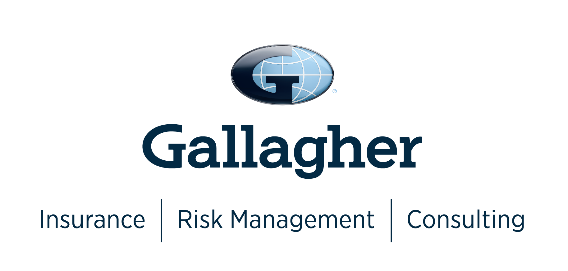 G
Gallagher
Insurance | Risk Management | Consulting